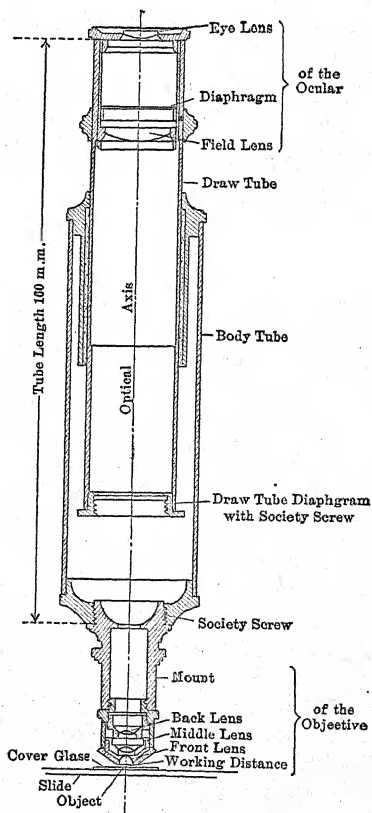 Eye Lens
of the
Ocular
Diaphragm
Field Lens
Draw Tube
Tube Length 160 m.m.
Axis
Optical
Body Tube
Draw Tube Diaphgram
with Society Screw
Society Screw
Mount
of the
Objective
Back Lens
Middle Lens
Front Lens
Cover Glass
Working Distance
Slide
Object